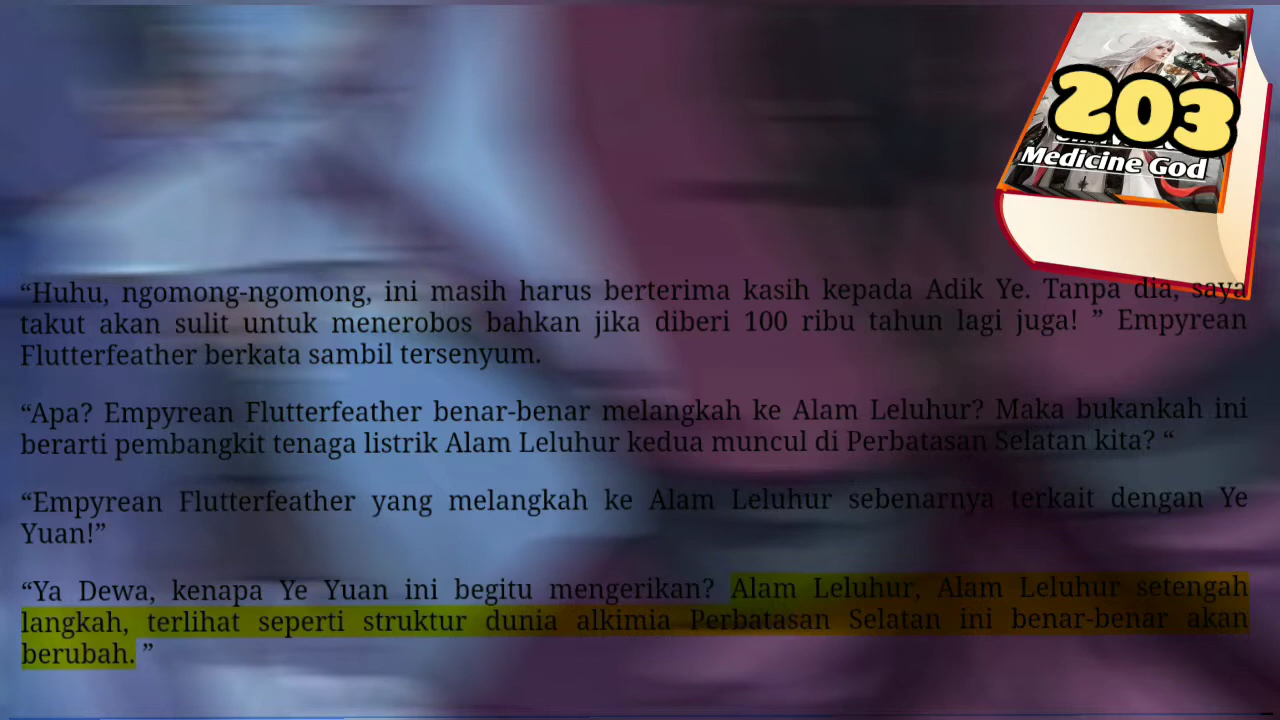 203
Medicine God
“Huhu, ngomong-ngomong, ini masih harus berterima kasih kepada Adik Ye. Tanpa dia, saya
takut akan sulit untuk menerobos bahkan jika diberi 100 ribu tahun lagi juga! ” Empyrean
Flutterfeather berkata sambil tersenyum.
“Apa? Empyrean Flutterfeather benar-benar melangkah ke Alam Leluhur? Maka bukankah ini
berarti pembangkit tenaga listrik Alam Leluhur kedua muncul di Perbatasan Selatan kita? “
“Empyrean Flutterfeather yang melangkah ke Alam Leluhur sebenarnya terkait dengan Ye
Yuan!”
“Ya Dewa, kenapa Ye Yuan ini begitu mengerikan? Alam Leluhur, Alam Leluhur setengah
langkah, terlihat seperti struktur dunia alkimia Perbatasan Selatan ini benar-benar akan
berubah. ”